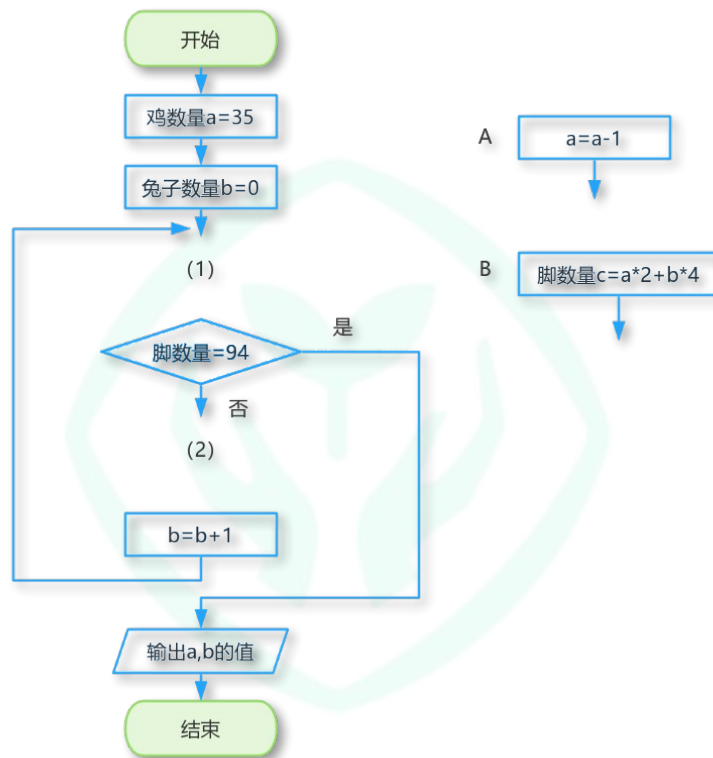 开始
鸡数量a=35
兔子数量b=0
(1)
脚数量=94
是
否
(2)
b=b+1
输出a,b的值
结束
A
a=a-1
B
脚数量c=a*2+b*4